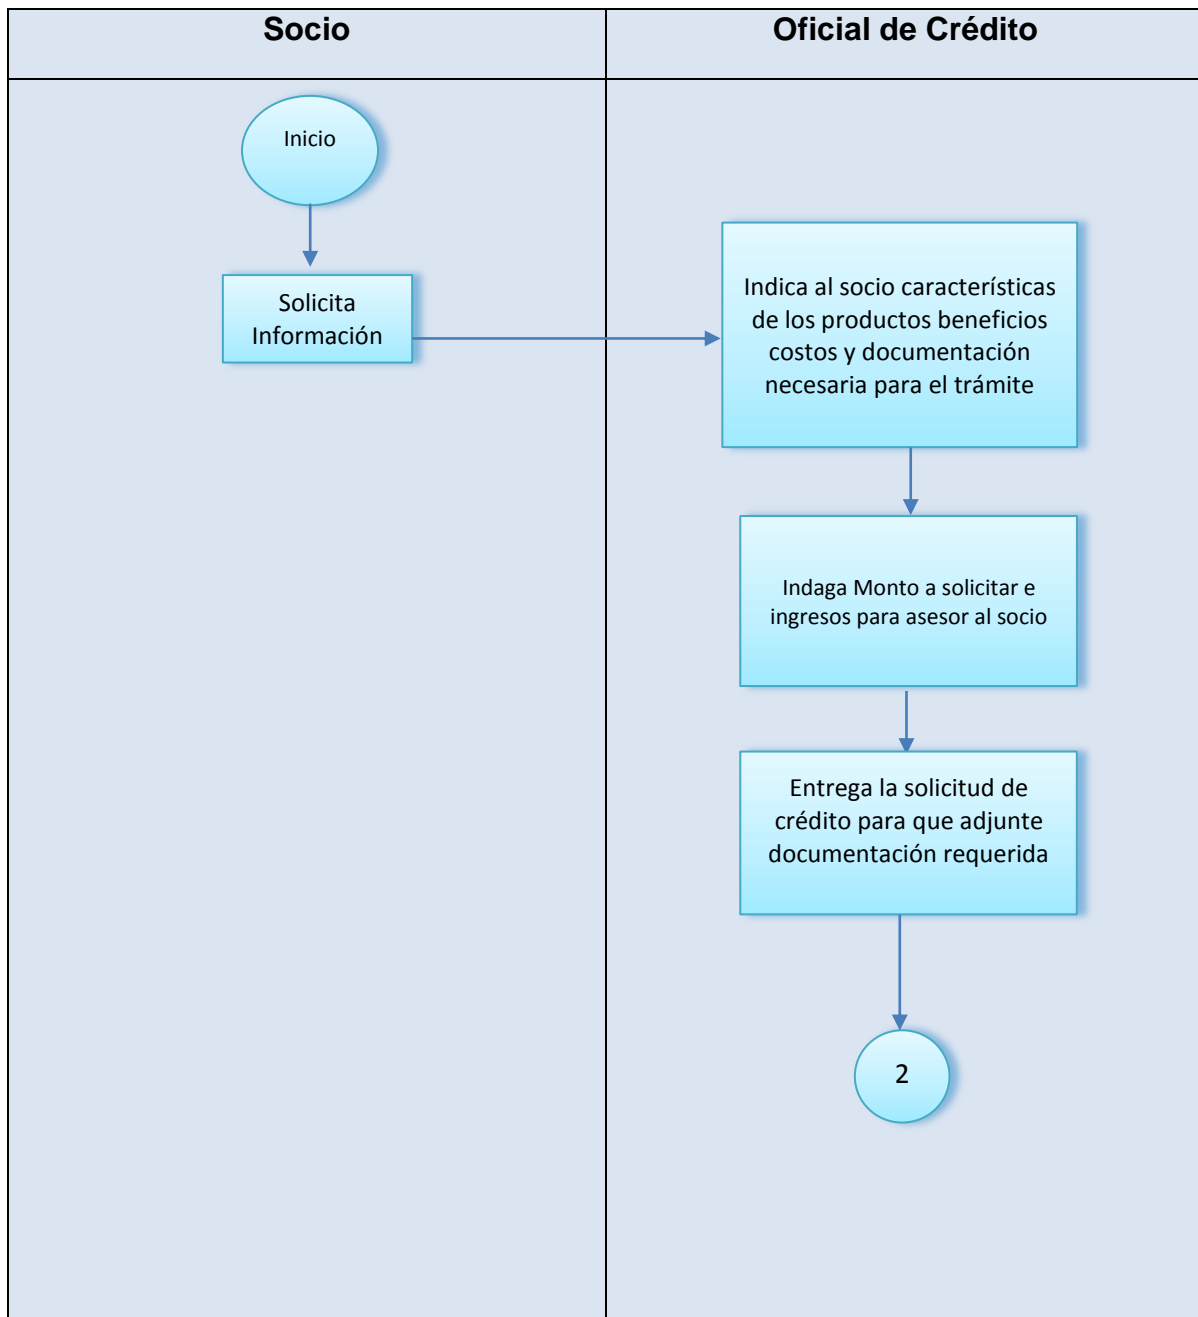 Socio
Oficial de Crédito
Inicio
Solicita
Información
Indica al socio características
de los productos beneficios
costos y documentación
necesaria para el trámite
Indaga Monto a solicitar e
ingresos para asesor al socio
Entrega la solicitud de
crédito para que adjunte
documentación requerida
2